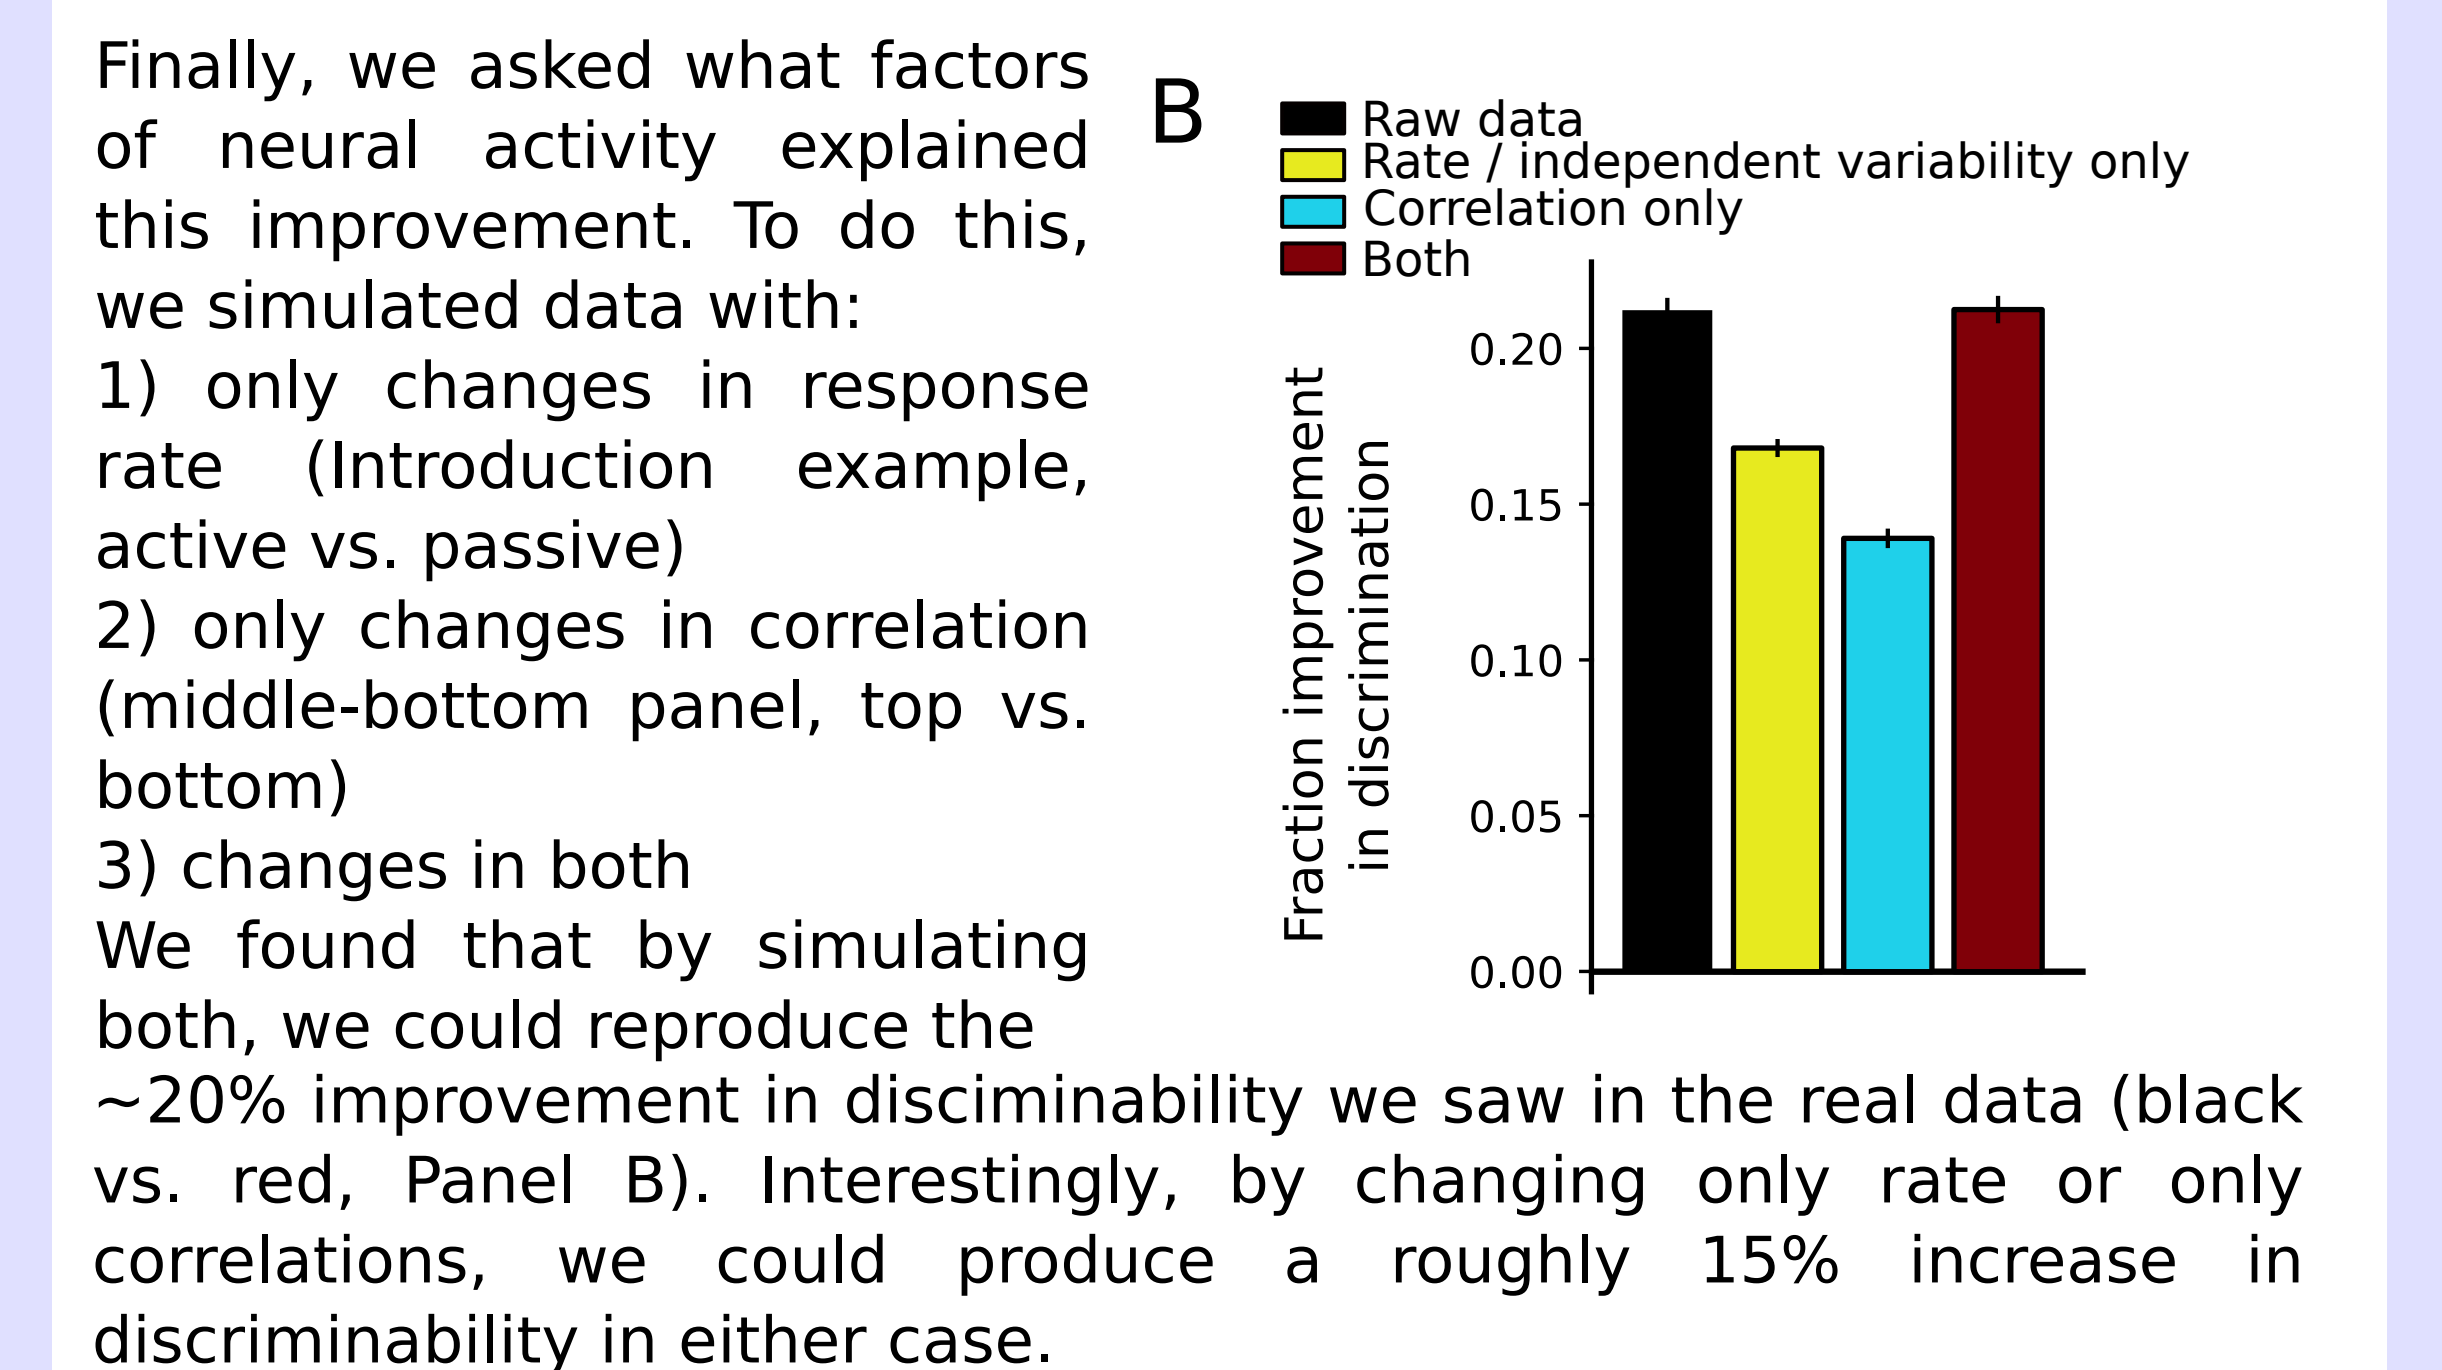 Finally, we asked what factors
of neural activity explained
this improvement. To do this,
we simulated data with:
1) only changes in response
rate (Introduction example,
active vs. passive)
2) only changes in correlation
(middle-bottom panel, top vs.
bottom)
3) changes in both
We found that by simulating
both, we could reproduce the
~20% improvement in disciminability we saw in the real data (black
vs. red, Panel B). Interestingly, by changing only rate or only
correlations, we could produce a roughly 15% increase in
discriminability in either case.
B
Raw data
Rate / independent variability only
Correlation only
Both
Fraction improvement
in discrimination
0.20
0.15
0.10
0.05
0.00